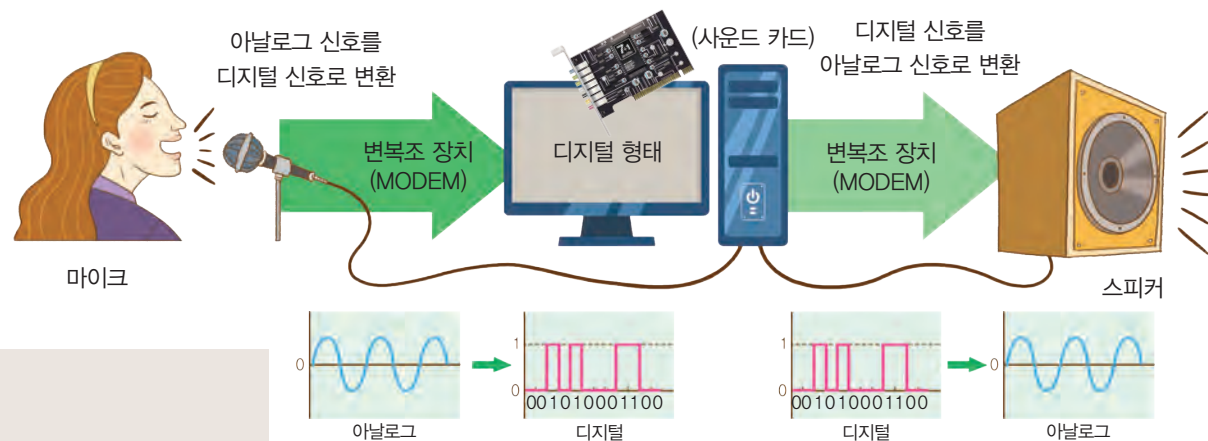 아날로그 신호를
디지털 신호로 변환
(사운드 카드)
디지털 신호를
아날로그 신호로 변환
7.1
변복조 장치
(MODEM)
디지털 형태
변복조 장치
(MODEM)
마이크
스피커
0
아날로그
1
0
001010001100
디지털
1
0
001010001100
디지털
0
아날로그